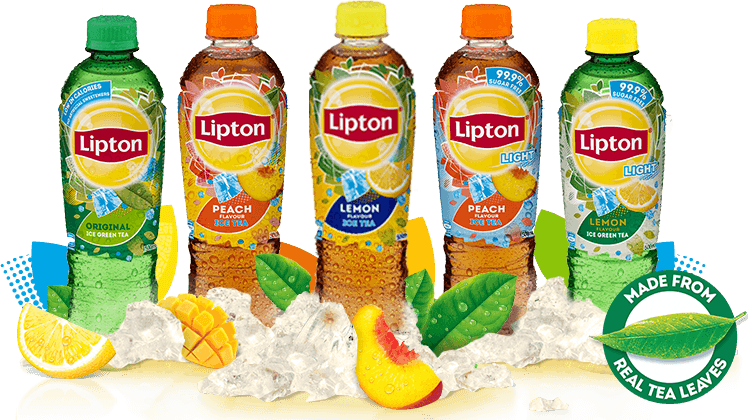 LOW IN CALORIES
Lipton
ORIGINAL
ICE GREEN TEA
Lipton
PEACH
FLAVOUR
ICE TEA
Lipton
LEMON
FLAVOUR
ICE TEA
99.9%
SUGAR FREE
Lipton
LIGHT
PEACH
FLAVOUR
ICE TEA
99.9%
SUGAR FREE
Lipton
LIGHT
LEMON
FLAVOUR
ICE GREEN TEA
MADE FROM
REAL TEA LEAVES